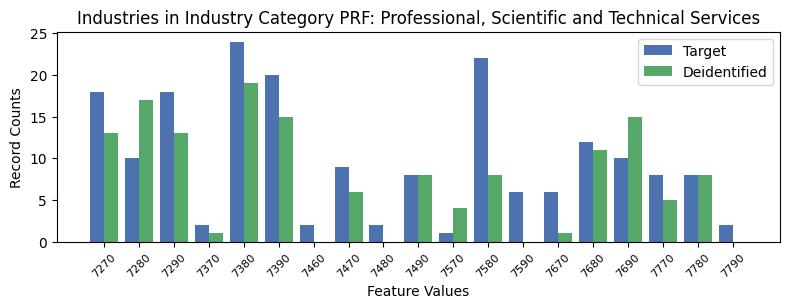 Industries in Industry Category PRF: Professional, Scientific and Technical Services
Target
Deidentified
Record Counts
25
20
15
10
5
0
7270 7280 7290 7370 7380 7390 7460 7470 7480 7490 7570 7580 7590 7670 7680 7690 7770 7780 7790
Feature Values